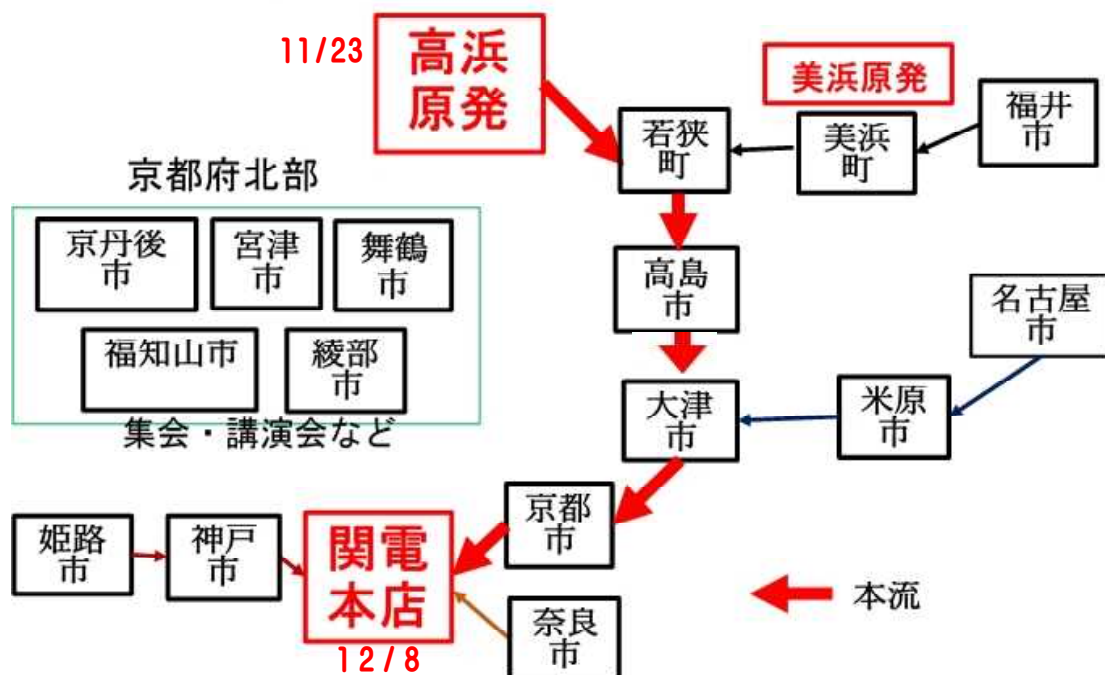 11/23
高浜
原発
美浜原発
福井
市
若狭
町
美浜
町
京都府北部
京丹後
市
宮津
市
舞鶴
市
福知山市
綾部
市
集会・講演会など
高島
市
名古屋
市
大津
市
米原
市
京都
市
姫路
市
神戸
市
関電
本店
12/8
奈良
市
本流